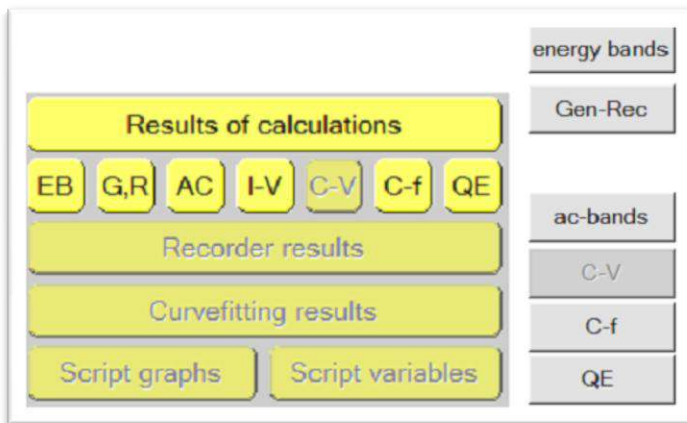 energy bands
Results of calculations
Gen-Rec
EB G,R AC I-V C-V C-f QE
Recorder results
ac-bands
C-V
Curvefitting results
C-f
Script graphs Script variables
QE